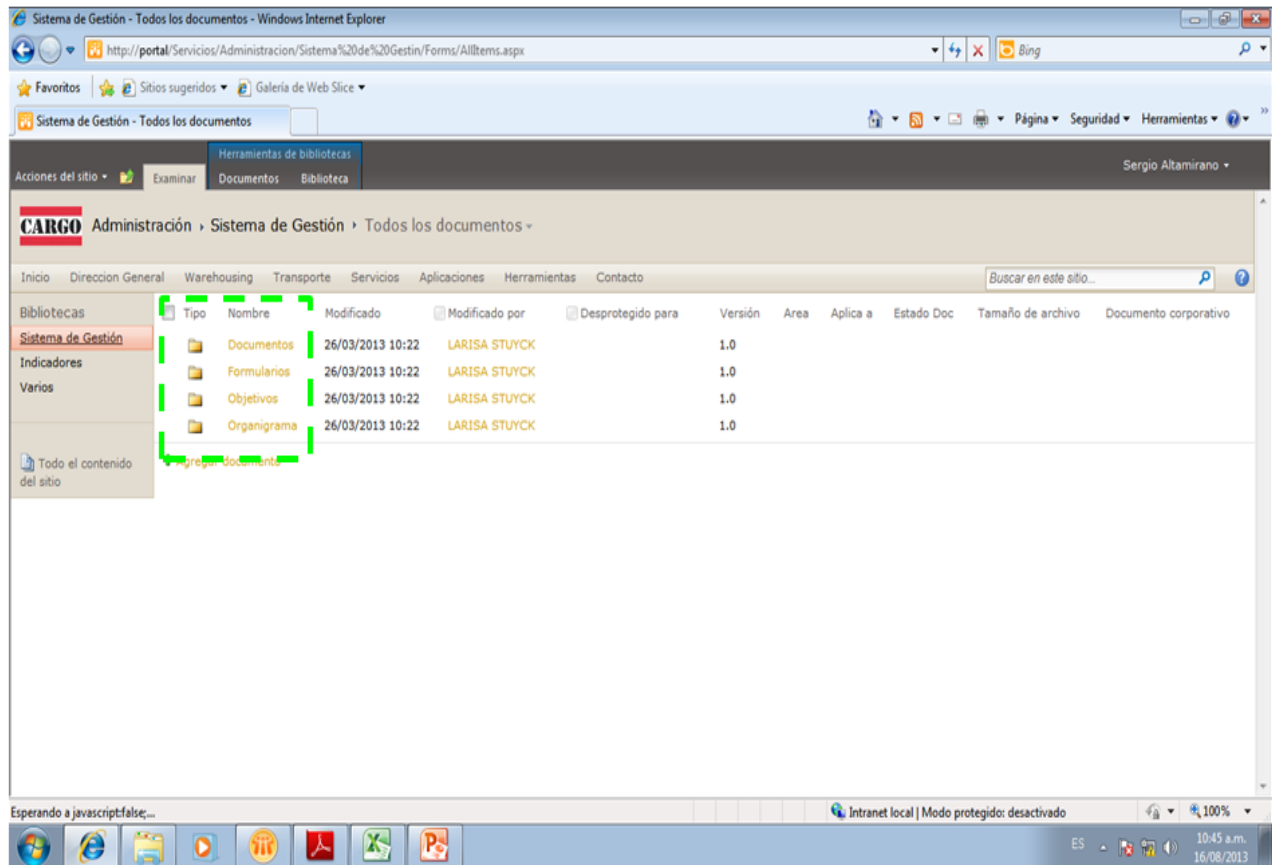 Sistema de Gestión - Todos los documentos - Windows Internet Explorer
http://portal/Servicios/Administracion/Sistema%20de%20Gestin/Forms/AllItems.aspx
Bing
Favoritos Sitios sugeridos Galería de Web Slice
Sistema de Gestión - Todos los documentos
Página Seguridad Herramientas
Herramientas de bibliotecas
Acciones del sitio Examinar Documentos Biblioteca
Sergio Altamirano
CARGO Administración Sistema de Gestión Todos los documentos
Inicio Direccion General Warehousing Transporte Servicios Aplicaciones Herramientas Contacto
Buscar en este sitio...
Bibliotecas
Sistema de Gestión
Indicadores
Varios
Todo el contenido
del sitio
Tipo Nombre Modificado Modificado por Desprotegido para Versión Area Aplica a Estado Doc Tamaño de archivo Documento corporativo
Documentos 26/03/2013 10:22 LARISA STUYCK 1.0
Formularios 26/03/2013 10:22 LARISA STUYCK 1.0
Objetivos 26/03/2013 10:22 LARISA STUYCK 1.0
Organigrama 26/03/2013 10:22 LARISA STUYCK 1.0
Agregar documento
Esperando a javascript:false;...
Intranet local | Modo protegido: desactivado
100%
ES
10:45 a.m.
16/08/2013